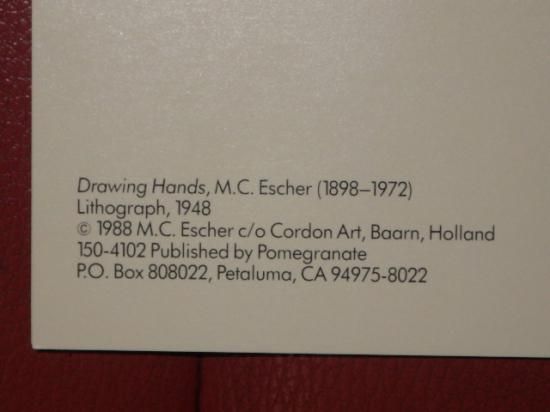 Drawing Hands, M.C. Escher (1898–1972)
Lithograph, 1948
© 1988 M.C. Escher c/o Cordon Art, Baarn, Holland
150-4102 Published by Pomegranate
P.O. Box 808022, Petaluma, CA 94975-8022